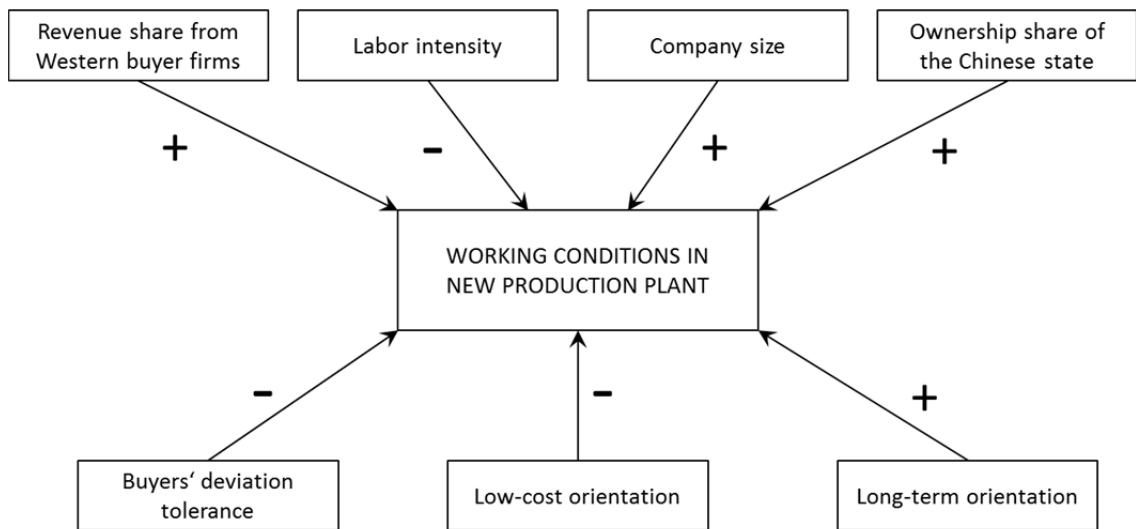 Revenue share from
Western buyer firms
Labor intensity
Company size
Ownership share of
the Chinese state
+
-
+
+
WORKING CONDITIONS IN
NEW PRODUCTION PLANT
-
-
+
Buyers‘ deviation
tolerance
Low-cost orientation
Long-term orientation